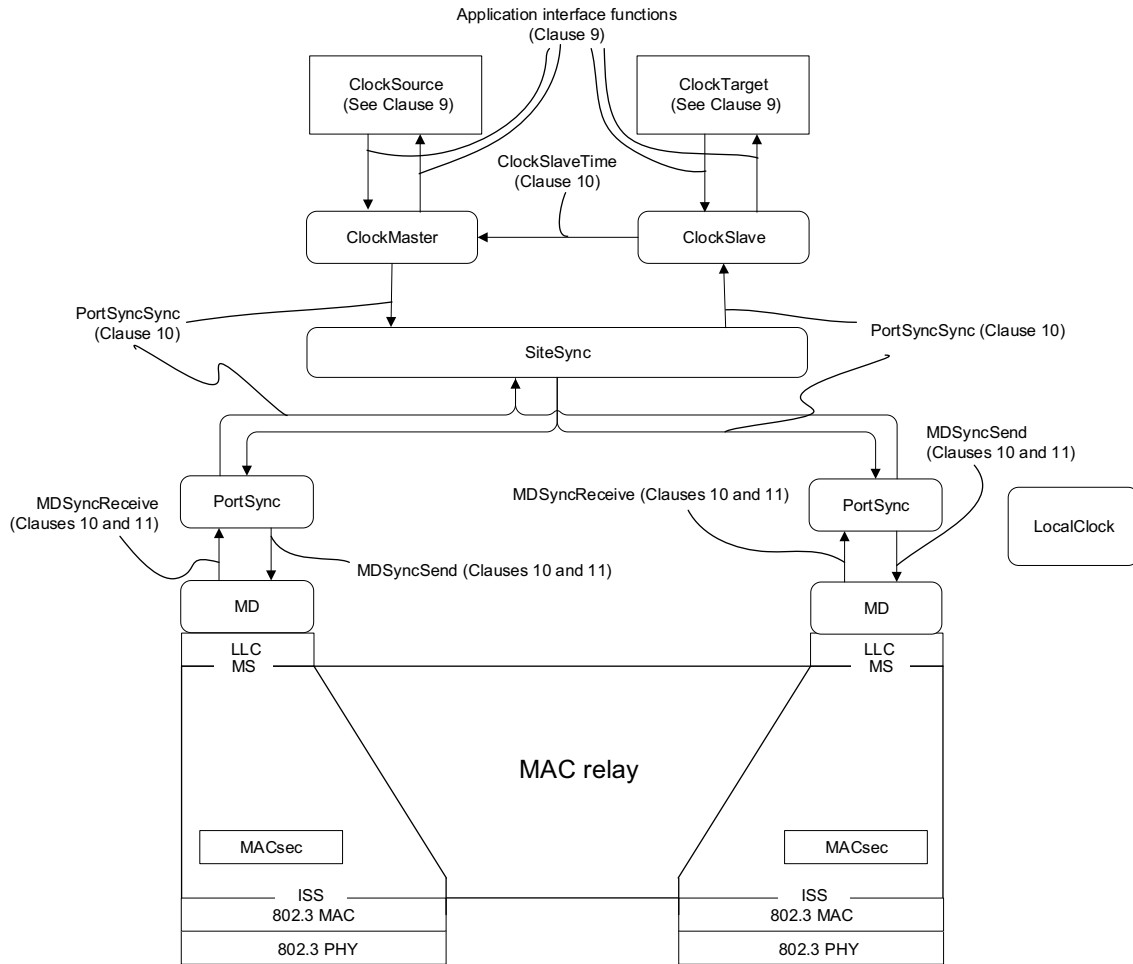 Application interface functions
(Clause 9)
ClockSource
(See Clause 9)
ClockTarget
(See Clause 9)
ClockSlaveTime
(Clause 10)
ClockMaster
ClockSlave
PortSyncSync
(Clause 10)
PortSyncSync (Clause 10)
SiteSync
MDSyncSend
(Clauses 10 and 11)
MDSyncReceive
(Clauses 10 and 11)
PortSync
MDSyncReceive (Clauses 10 and 11)
PortSync
LocalClock
MDSyncSend (Clauses 10 and 11)
MD
MD
LLC
MS
LLC
MS
MAC relay
MACsec
MACsec
ISS
802.3 MAC
802.3 PHY
ISS
802.3 MAC
802.3 PHY